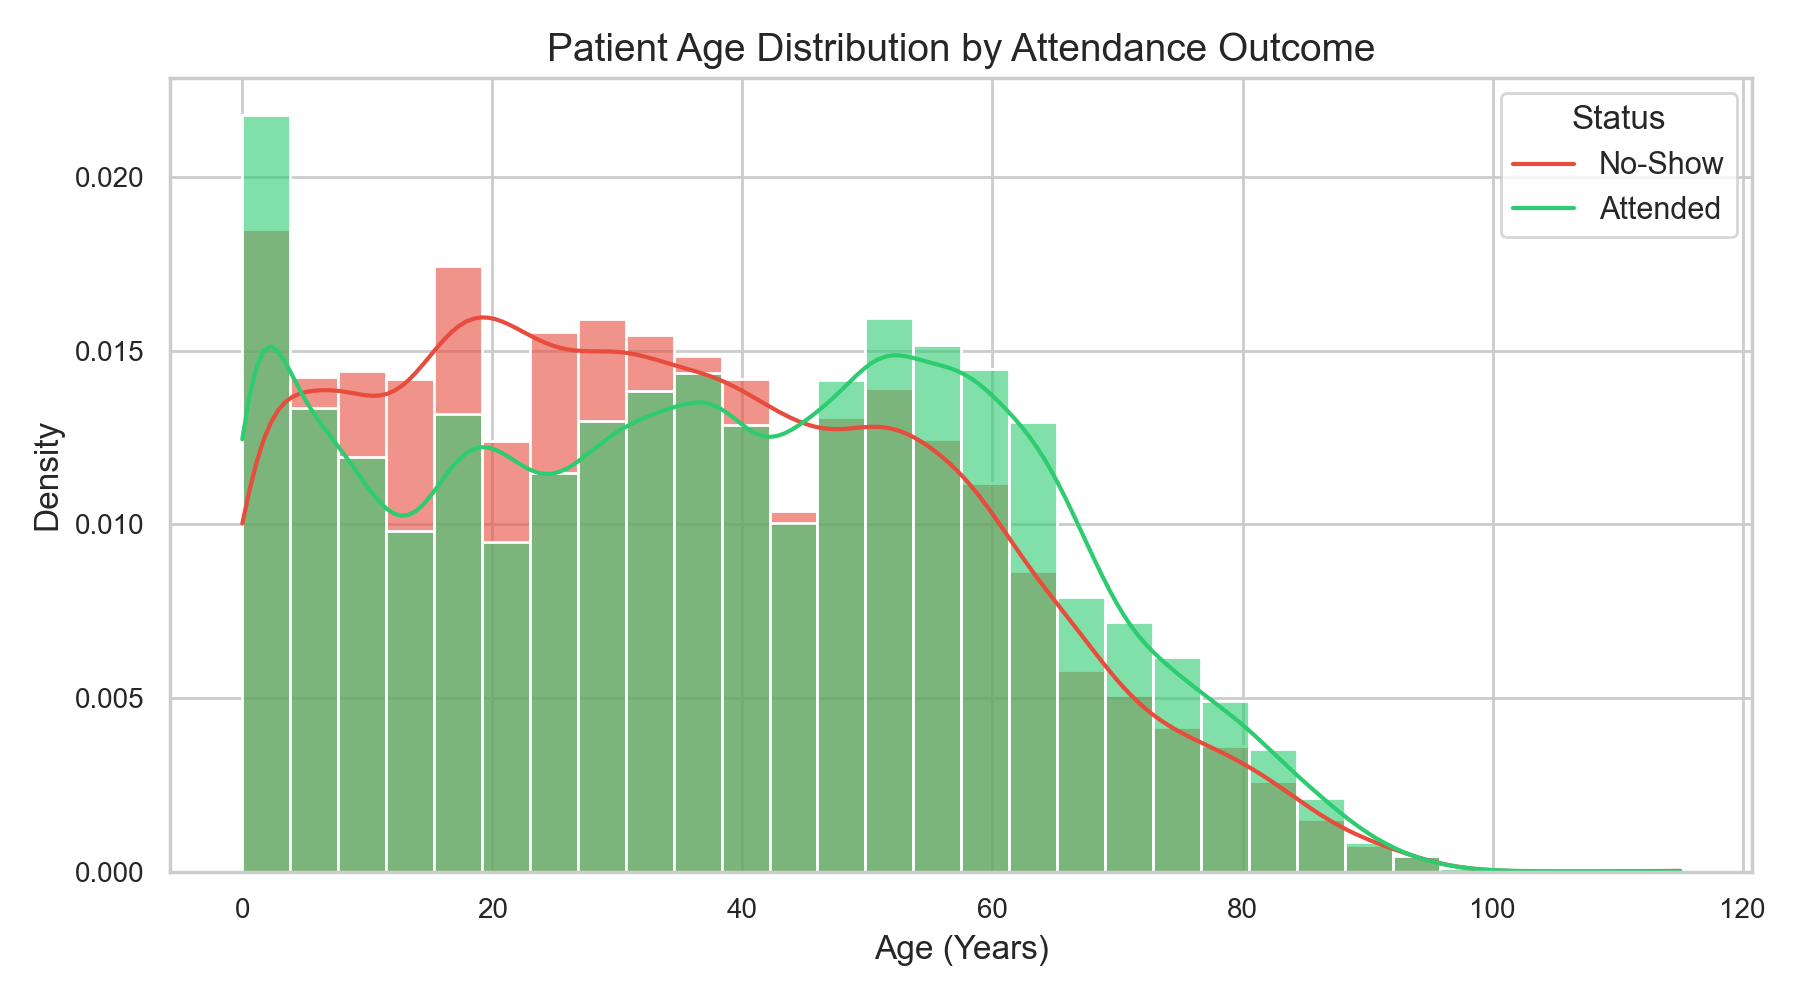 Patient Age Distribution by Attendance Outcome
Status
No-Show
Attended
0.020
0.015
0.010
0.005
0.000
Density
0 20 40 60 80 100 120
Age (Years)